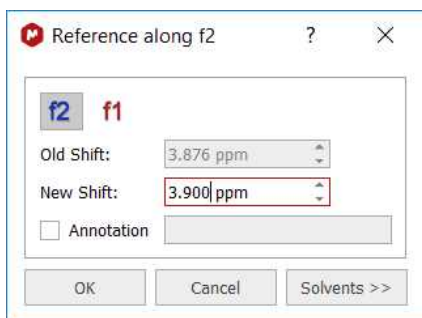 Reference along f2 ?
f2 f1
Old Shift: 3.876 ppm
New Shift: 3.900 ppm
Annotation
OK Cancel Solvents >>